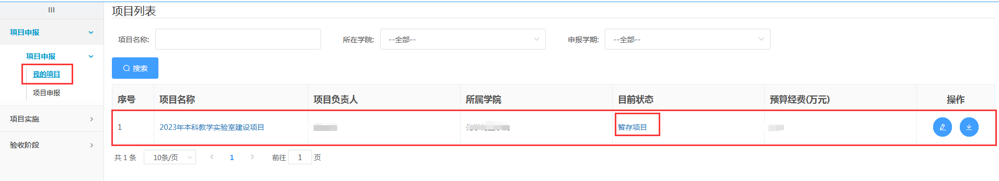 项目列表
项目申报
项目申报
我的项目
项目申报
项目实施
验收阶段
项目名称:
所在学院: --全部--
申报学期: --全部--
搜索
序号 项目名称 项目负责人 所属学院 目前状态 预算经费(万元) 操作
1 2023年本科教学实验室建设项目 暂存项目
共 1 条 10条/页 1 前往 1 页